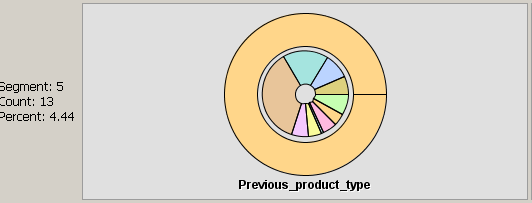 Segment: 5
Count: 13
Percent: 4.44
Previous_product_type